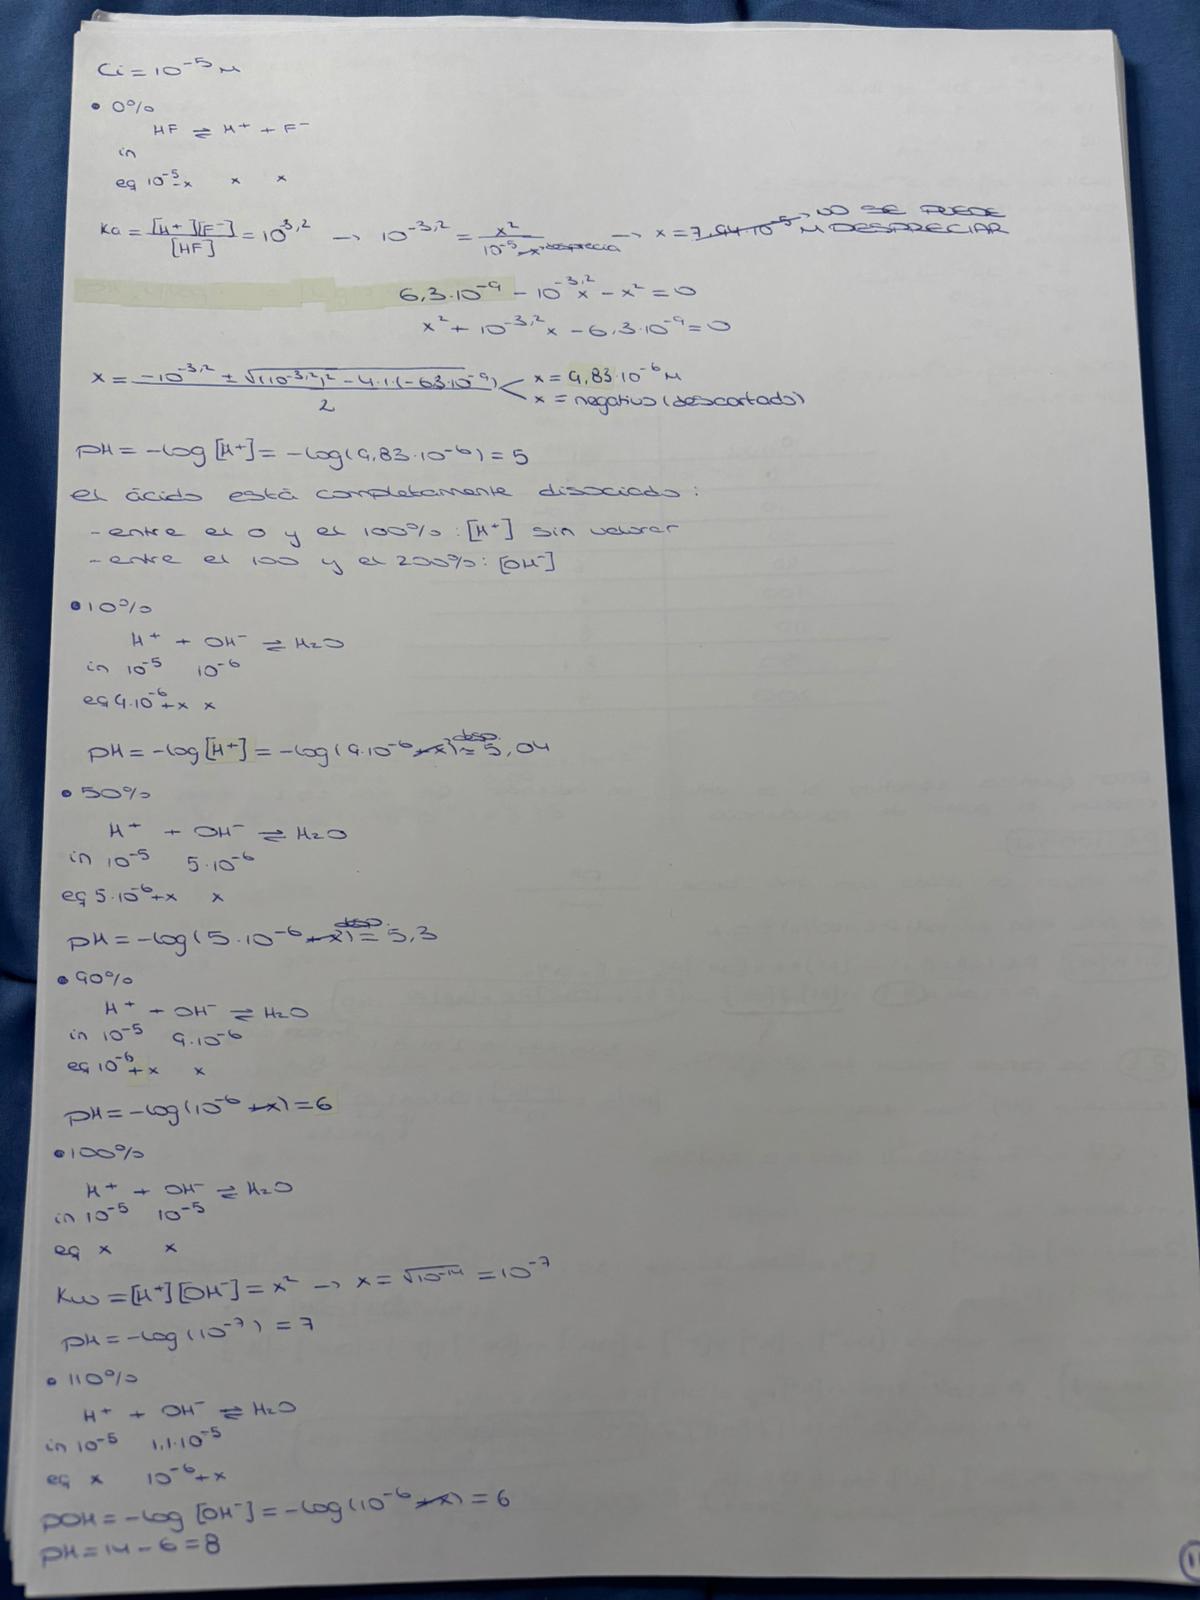 Ci = 10⁻⁵ M
• 0%
HF ⇌ H⁺ + F⁻
in
eq 10⁻⁵-x x x
Ka = [H⁺][F⁻]/[HF] = 10³,² → 10⁻³,² = x²/(10⁻⁵-x) desprecia → x = 7,94·10⁻⁵ M → NO SE PUEDE DESPRECIAR
6,3·10⁻⁹ - 10⁻³,² x - x² = 0
x² + 10⁻³,² x - 6,3·10⁻⁹ = 0
x = (-10⁻³,² ± √((10⁻³,²)² - 4·1·(-6,3·10⁻⁹)))/2 < x = 9,83·10⁻⁶ M
x = negativo (descartado)
pH = -log [H⁺] = -log(9,83·10⁻⁶) = 5
el ácido está completamente disociado:
- entre el 0 y el 100%: [H⁺] sin valorar
- entre el 100 y el 200%: [OH⁻]
• 10%
H⁺ + OH⁻ ⇌ H₂O
in 10⁻⁵ 10⁻⁶
eq 9·10⁻⁶+x x
pH = -log [H⁺] = -log(9·10⁻⁶+x) desp. = 5,04
• 50%
H⁺ + OH⁻ ⇌ H₂O
in 10⁻⁵ 5·10⁻⁶
eq 5·10⁻⁶+x x
pH = -log(5·10⁻⁶+x) desp. = 5,3
• 90%
H⁺ + OH⁻ ⇌ H₂O
in 10⁻⁵ 9·10⁻⁶
eq 10⁻⁶+x x
pH = -log(10⁻⁶+x) = 6
• 100%
H⁺ + OH⁻ ⇌ H₂O
in 10⁻⁵ 10⁻⁵
eq x x
Kw = [H⁺][OH⁻] = x² → x = √10⁻¹⁴ = 10⁻⁷
pH = -log(10⁻⁷) = 7
• 110%
H⁺ + OH⁻ ⇌ H₂O
in 10⁻⁵ 1,1·10⁻⁵
eq x 10⁻⁶+x
pOH = -log [OH⁻] = -log(10⁻⁶+x) = 6
pH = 14 - 6 = 8